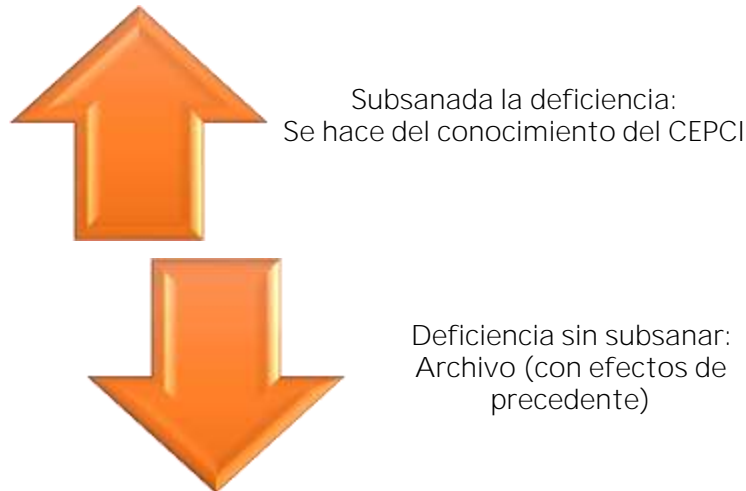 Subsanada la deficiencia:
Se hace del conocimiento del CEPCI
Deficiencia sin subsanar:
Archivo (con efectos de
precedente)